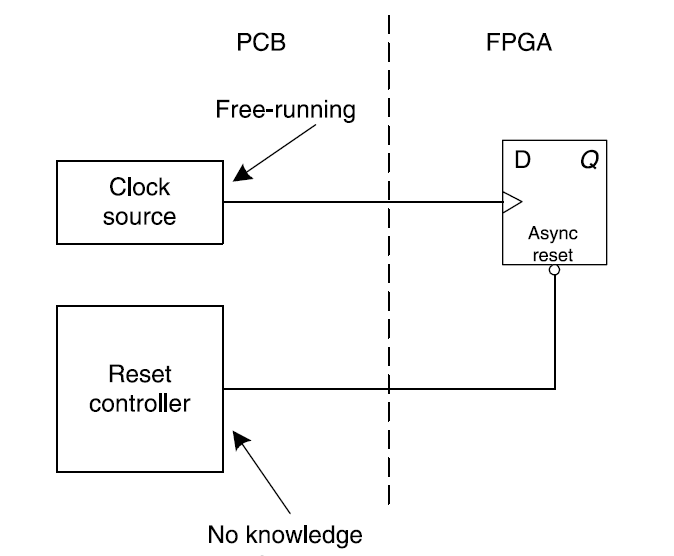 PCB
FPGA
Free-running
Clock
source
D
Q
Async
reset
Reset
controller
No knowledge